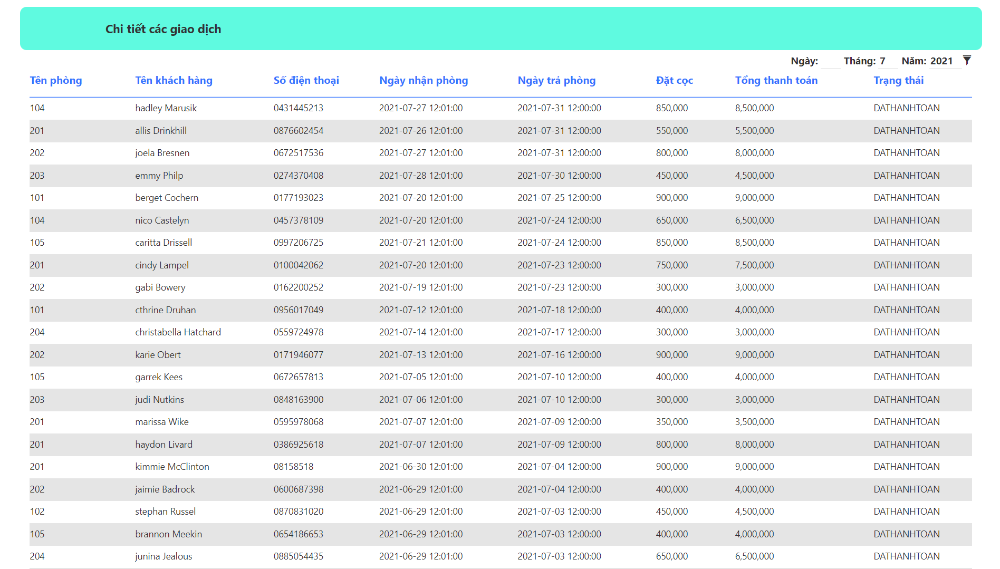 Chi tiết các giao dịch
Ngày: Tháng: 7 Năm: 2021
Tên phòng Tên khách hàng Số điện thoại Ngày nhận phòng Ngày trả phòng Đặt cọc Tổng thanh toán Trạng thái
104 hadley Marusik 0431445213 2021-07-27 12:01:00 2021-07-31 12:00:00 850,000 8,500,000 DATHANHTOAN
201 allis Drinkhill 0876602454 2021-07-26 12:01:00 2021-07-31 12:00:00 550,000 5,500,000 DATHANHTOAN
202 joela Bresnen 0672517536 2021-07-27 12:01:00 2021-07-31 12:00:00 800,000 8,000,000 DATHANHTOAN
203 emmy Philp 0274370408 2021-07-28 12:01:00 2021-07-30 12:00:00 450,000 4,500,000 DATHANHTOAN
101 berget Cochern 0177193023 2021-07-20 12:01:00 2021-07-25 12:00:00 900,000 9,000,000 DATHANHTOAN
104 nico Castelyn 0457378109 2021-07-20 12:01:00 2021-07-24 12:00:00 650,000 6,500,000 DATHANHTOAN
105 caritta Drissell 0997206725 2021-07-21 12:01:00 2021-07-24 12:00:00 850,000 8,500,000 DATHANHTOAN
201 cindy Lampel 0100042062 2021-07-20 12:01:00 2021-07-23 12:00:00 750,000 7,500,000 DATHANHTOAN
202 gabi Bowery 0162200252 2021-07-19 12:01:00 2021-07-23 12:00:00 300,000 3,000,000 DATHANHTOAN
101 cthrine Druhan 0956017049 2021-07-12 12:01:00 2021-07-18 12:00:00 400,000 4,000,000 DATHANHTOAN
204 christabella Hatchard 0559724978 2021-07-14 12:01:00 2021-07-17 12:00:00 300,000 3,000,000 DATHANHTOAN
202 karie Obert 0171946077 2021-07-13 12:01:00 2021-07-16 12:00:00 900,000 9,000,000 DATHANHTOAN
105 garrek Kees 0672657813 2021-07-05 12:01:00 2021-07-10 12:00:00 400,000 4,000,000 DATHANHTOAN
203 judi Nutkins 0848163900 2021-07-06 12:01:00 2021-07-10 12:00:00 300,000 3,000,000 DATHANHTOAN
201 marissa Wike 0595978068 2021-07-07 12:01:00 2021-07-09 12:00:00 350,000 3,500,000 DATHANHTOAN
201 haydon Livard 0386925618 2021-07-07 12:01:00 2021-07-09 12:00:00 800,000 8,000,000 DATHANHTOAN
201 kimmie McClinton 08158518 2021-06-30 12:01:00 2021-07-04 12:00:00 900,000 9,000,000 DATHANHTOAN
202 jaimie Badrock 0600687398 2021-06-29 12:01:00 2021-07-04 12:00:00 400,000 4,000,000 DATHANHTOAN
102 stephan Russel 0870831020 2021-06-29 12:01:00 2021-07-03 12:00:00 450,000 4,500,000 DATHANHTOAN
105 brannon Meekin 0654186653 2021-06-29 12:01:00 2021-07-03 12:00:00 400,000 4,000,000 DATHANHTOAN
204 junina Jealous 0885054435 2021-06-29 12:01:00 2021-07-03 12:00:00 650,000 6,500,000 DATHANHTOAN